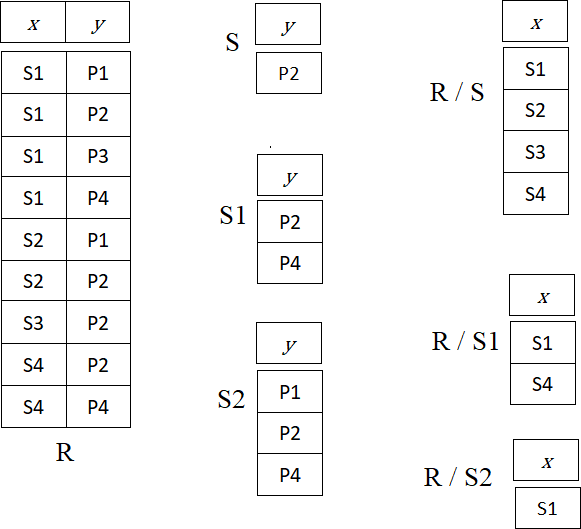 x y
S1 P1
S1 P2
S1 P3
S1 P4
S2 P1
S2 P2
S3 P2
S4 P2
S4 P4
R
S
y
P2
S1
y
P2
P4
S2
y
P1
P2
P4
R / S
x
S1
S2
S3
S4
R / S1
x
S1
S4
R / S2
x
S1